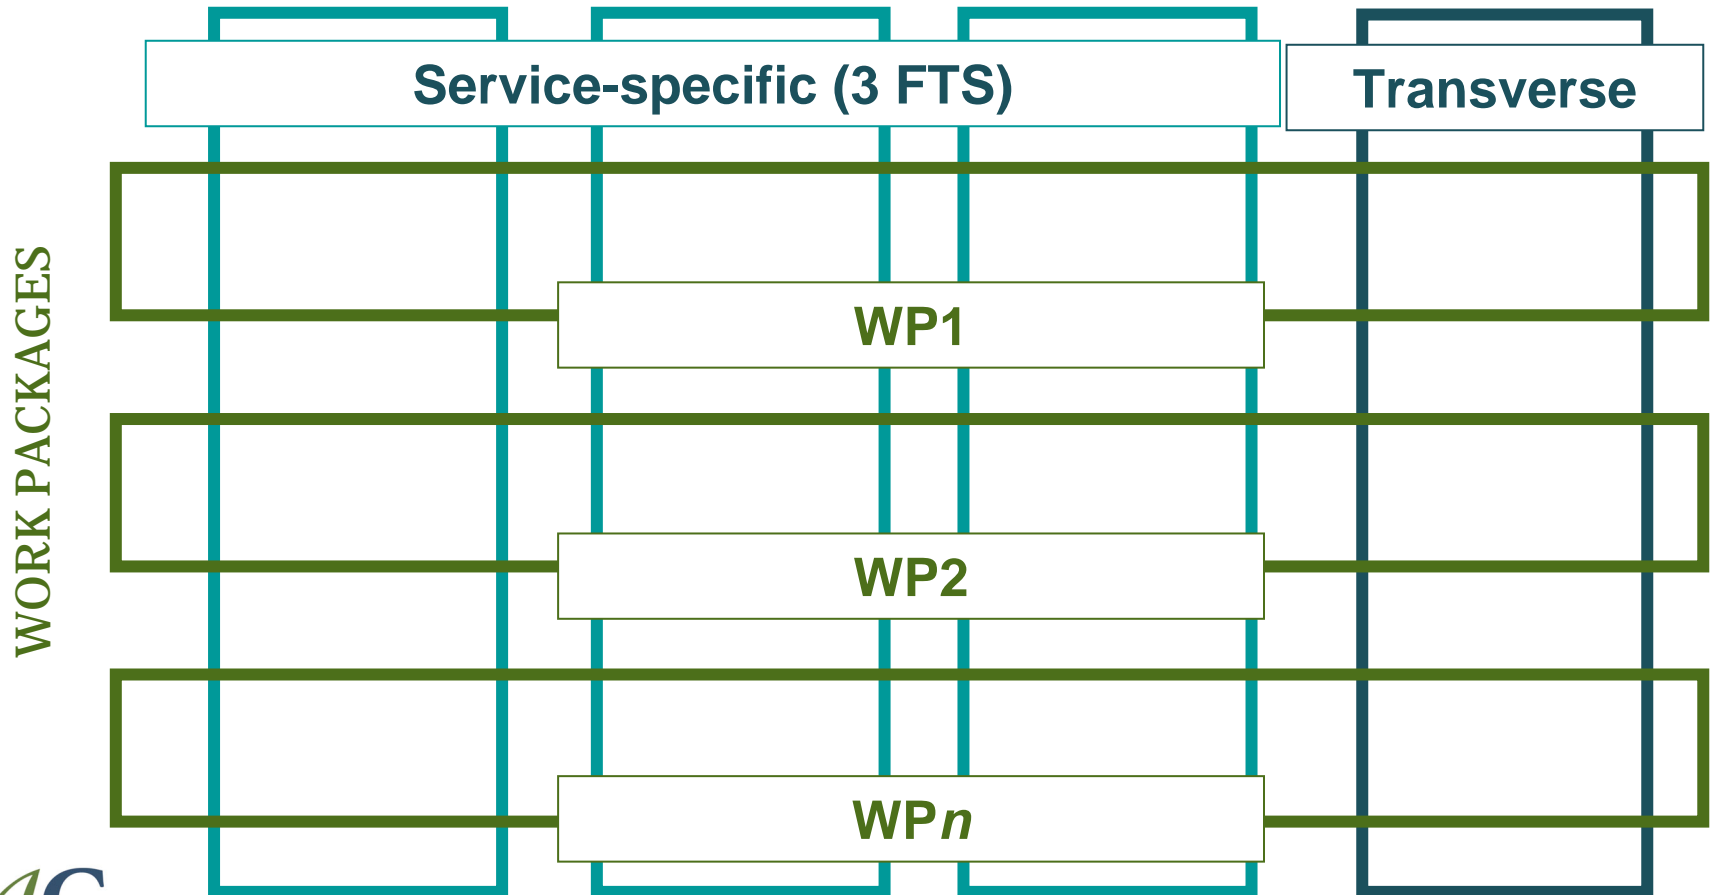 Service-specific (3 FTS)
Transverse
WORK PACKAGES
WP1
WP2
WPn